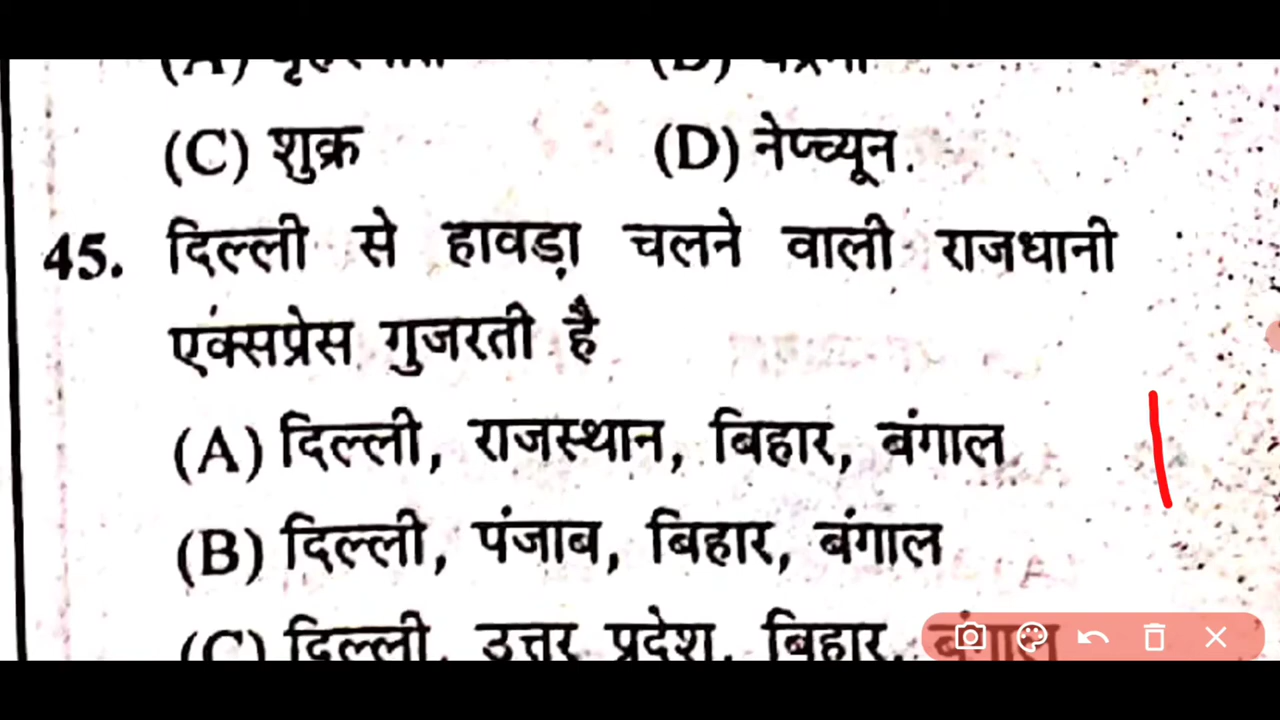 (C) शुक्र (D) नेप्च्यून.
45. दिल्ली से हावड़ा चलने वाली राजधानी
एक्सप्रेस गुजरती है
(A) दिल्ली, राजस्थान, बिहार, बंगाल
(B) दिल्ली, पंजाब, बिहार, बंगाल
(C) दिल्ली, उत्तर प्रदेश, बिहार, बंगाल